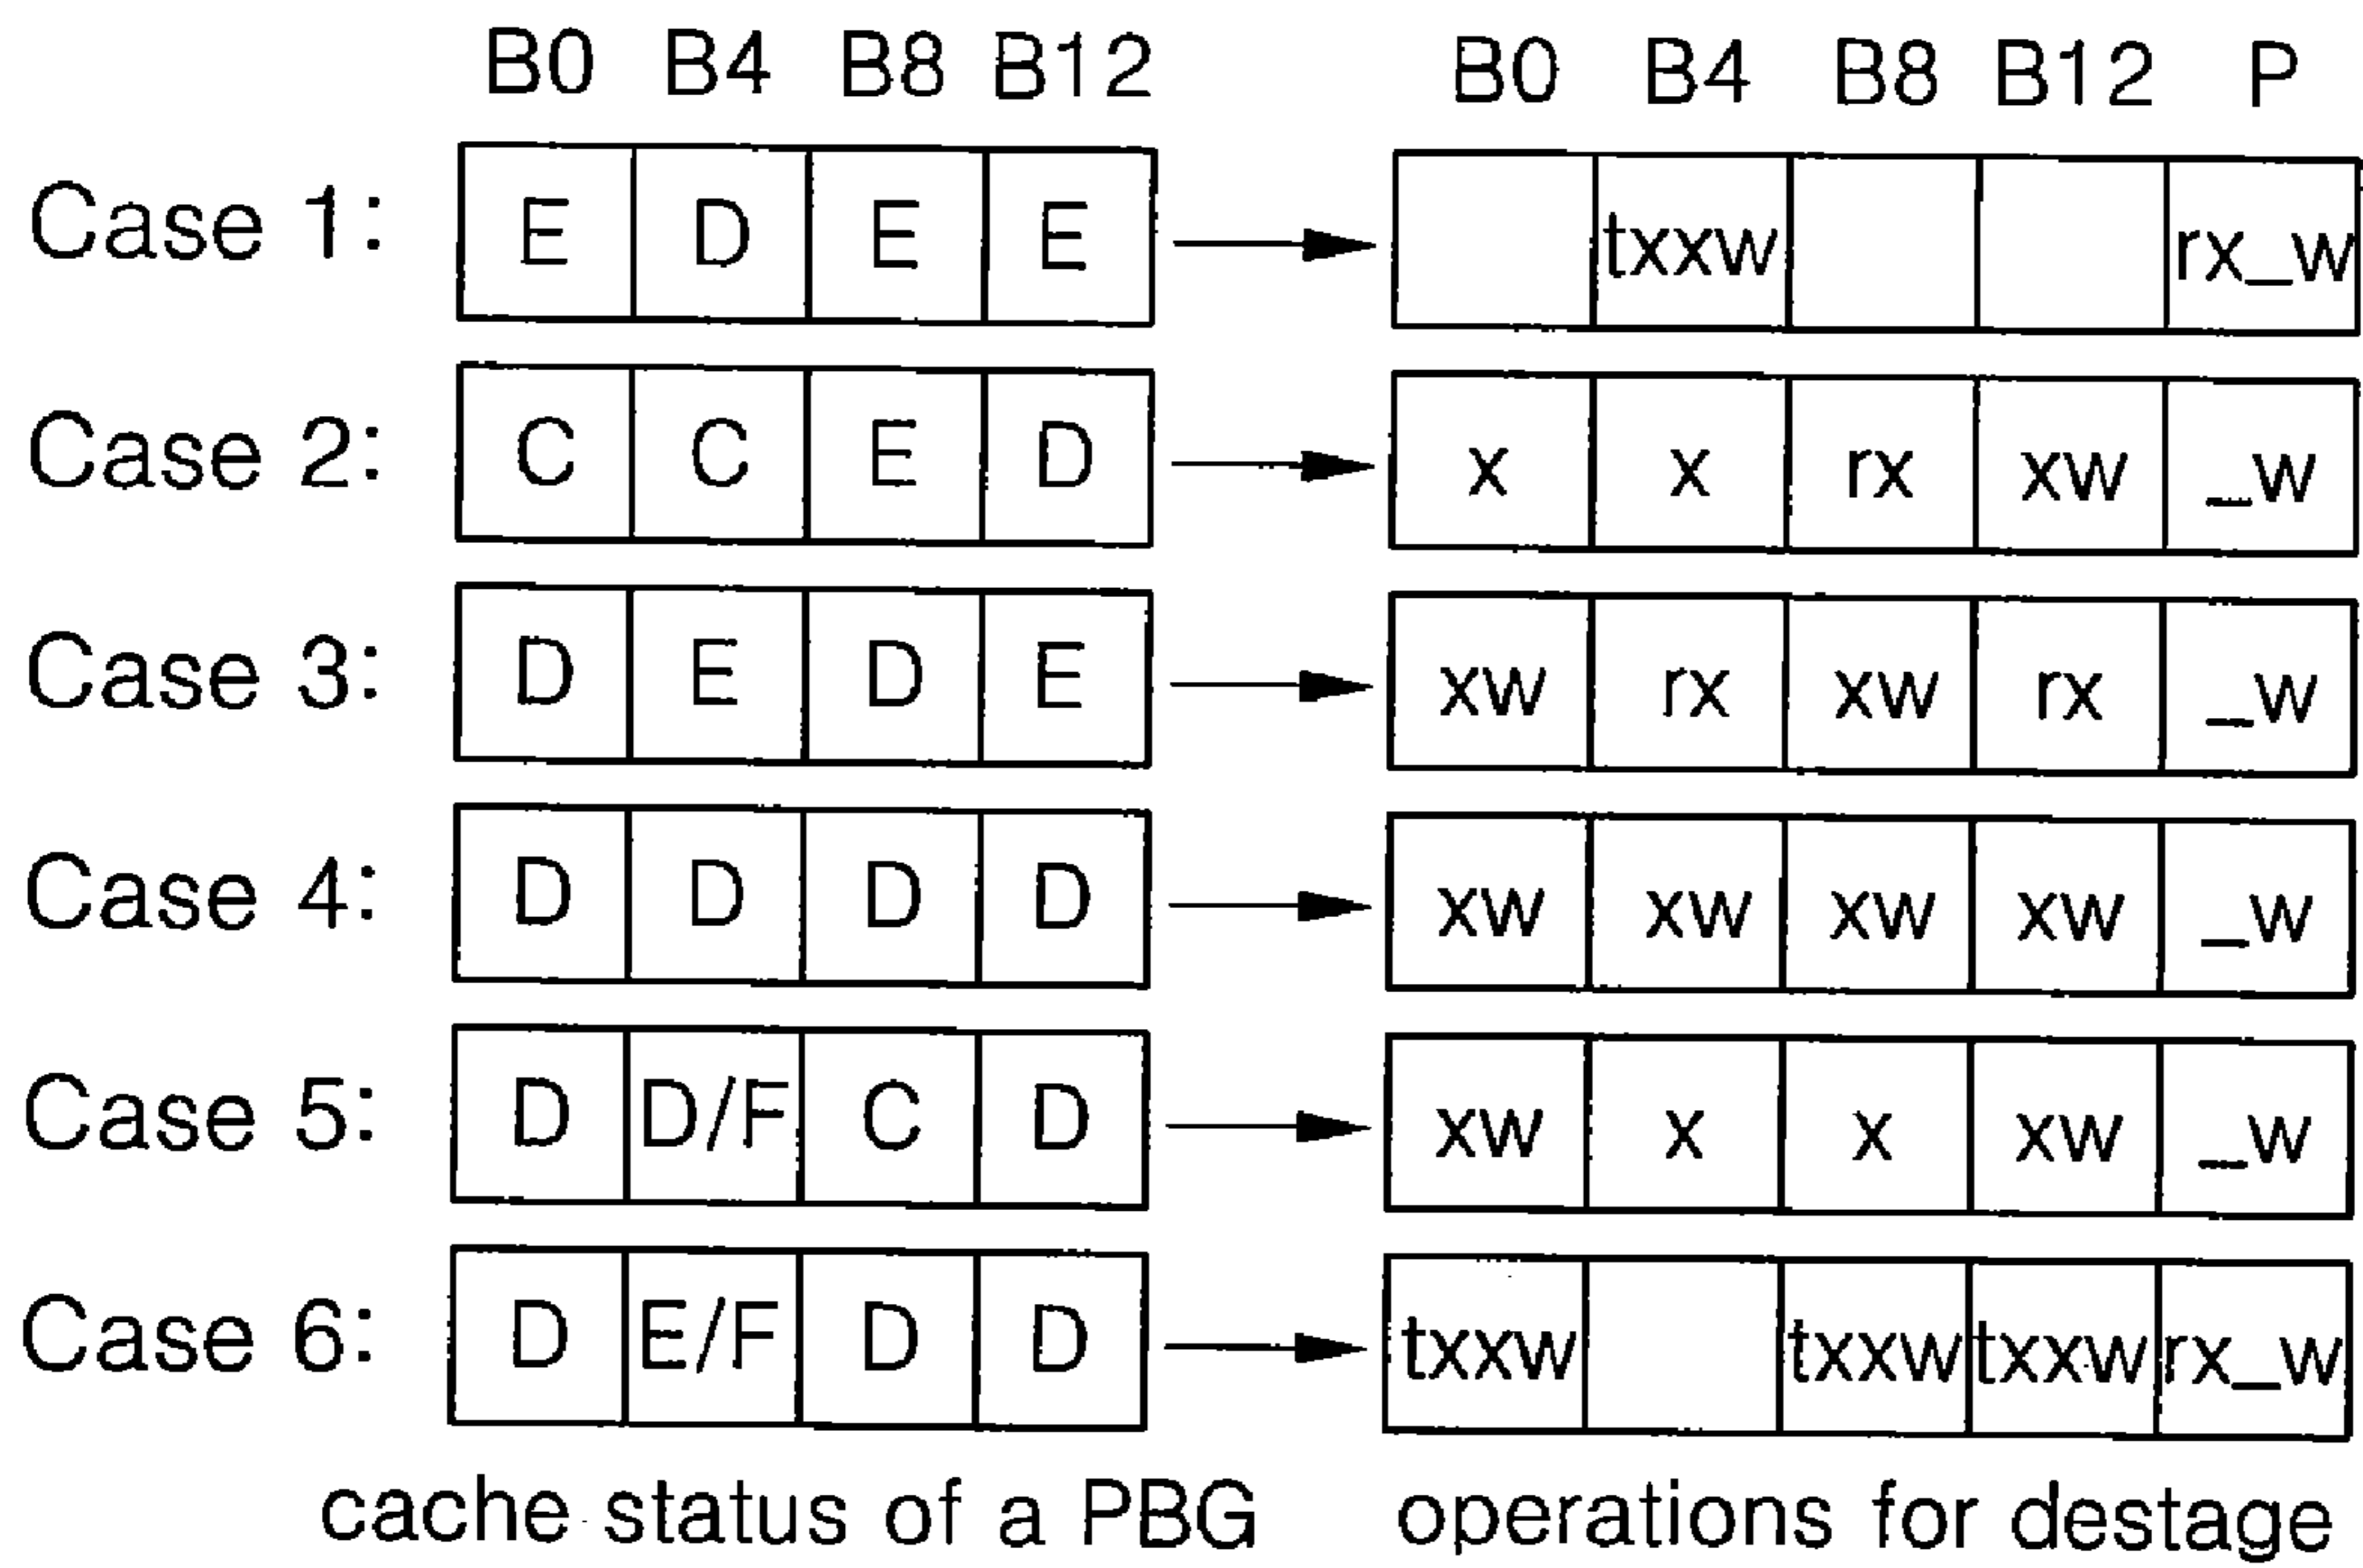 B0 B4 B8 B12 B0 B4 B8 B12 P
Case 1: E D E E txxw rx_w
Case 2: C C E D x x rx xw _w
Case 3: D E D E xw rx xw rx _w
Case 4: D D D D xw xw xw xw _w
Case 5: D D/F C D xw x x xw _w
Case 6: D E/F D D txxw txxw txxw rx_w
cache status of a PBG operations for destage